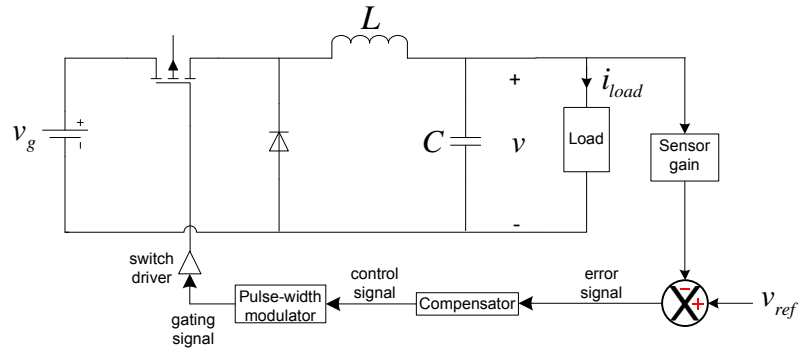 L
+
i_load
v_g
+
-
C
v
Load
Sensor
gain
-
switch
driver
Pulse-width
modulator
control
signal
Compensator
error
signal
-
+
v_ref
gating
signal